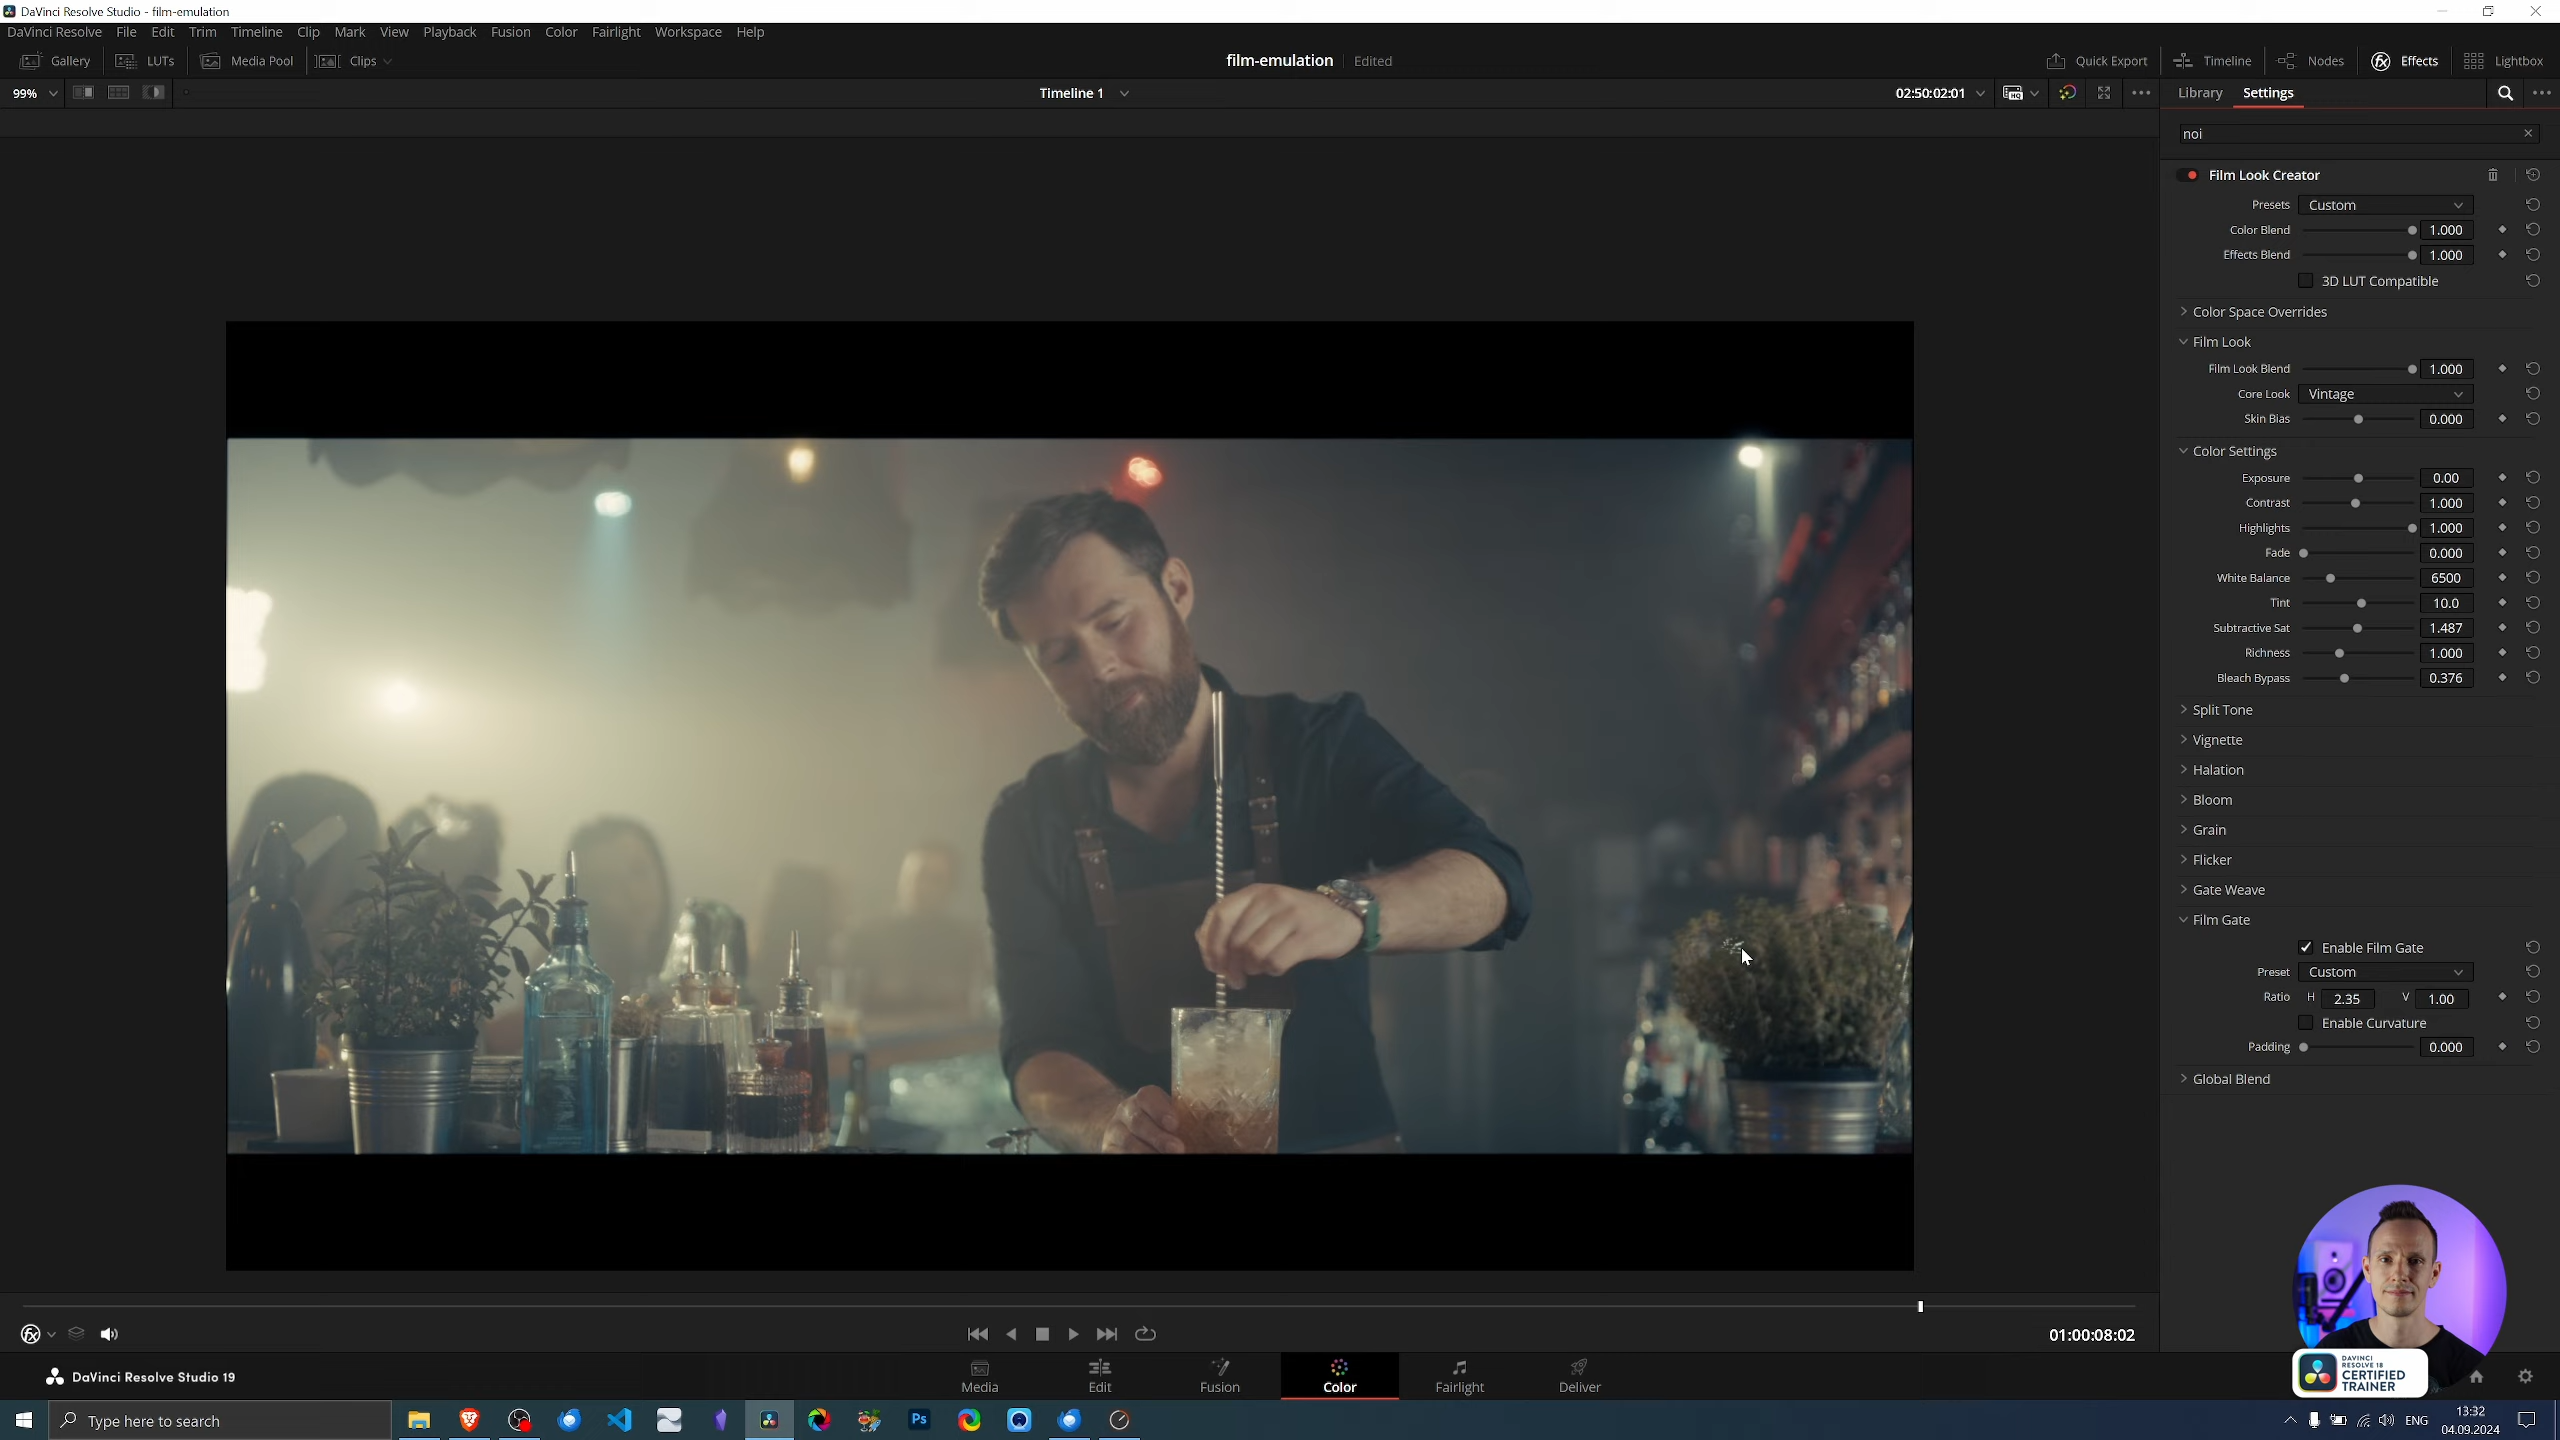 DaVinci Resolve Studio - film-emulation
DaVinci Resolve File Edit Trim Timeline Clip Mark View Playback Fusion Color Fairlight Workspace Help
Gallery LUTs Media Pool Clips film-emulation Edited Quick Export Timeline Nodes Effects Lightbox
99% Timeline 1 02:50:02:01 Library Settings
noi
Film Look Creator
Presets Custom
Color Blend 1.000
Effects Blend 1.000
3D LUT Compatible
Color Space Overrides
Film Look
Film Look Blend 1.000
Core Look Vintage
Skin Bias 0.000
Color Settings
Exposure 0.00
Contrast 1.000
Highlights 1.000
Fade 0.000
White Balance 6500
Tint 10.0
Subtractive Sat 1.487
Richness 1.000
Bleach Bypass 0.376
Split Tone
Vignette
Halation
Bloom
Grain
Flicker
Gate Weave
Film Gate
Enable Film Gate
Preset Custom
Ratio H 2.35 V 1.00
Enable Curvature
Padding 0.000
Global Blend
01:00:08:02
DaVinci Resolve Studio 19
Media Edit Fusion Color Fairlight Deliver
DAVINCI
RESOLVE 18
CERTIFIED
TRAINER
Type here to search
Ps
ENG
13:32
04.09.2024